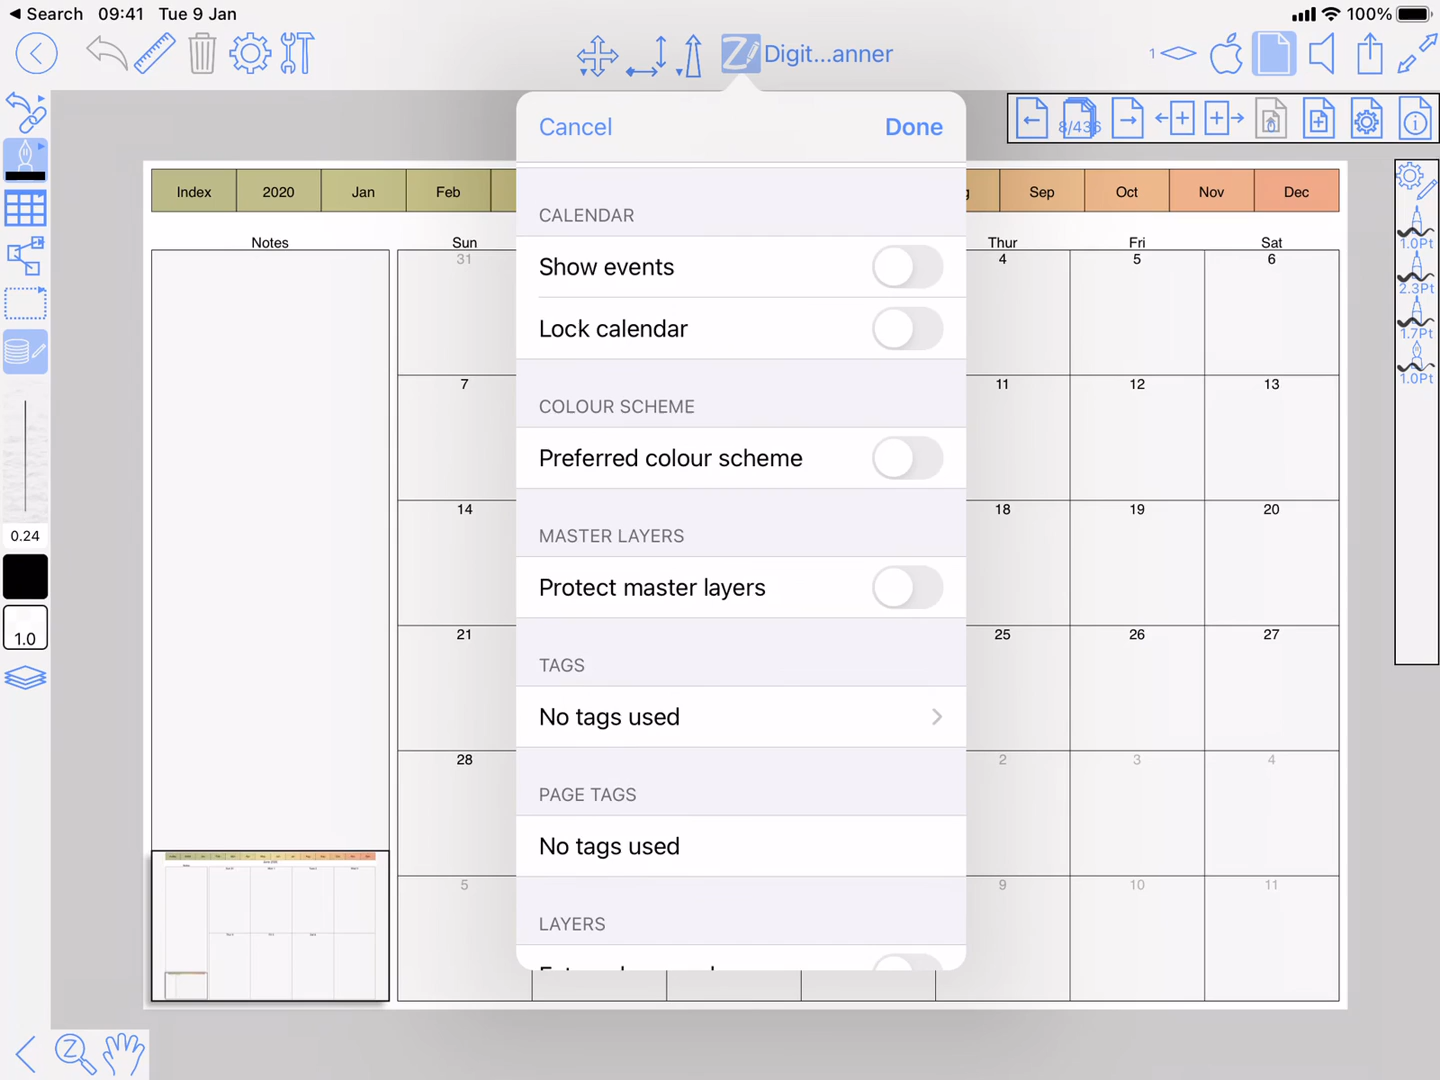 Search 09:41 Tue 9 Jan 100%
Digit...anner
1
Cancel Done
8/436
Index 2020 Jan Feb Sep Oct Nov Dec
CALENDAR
Notes Sun Thur Fri Sat
31 4 5 6
Show events
1.0Pt
2.3Pt
Lock calendar
1.7Pt
1.0Pt
7 11 12 13
COLOUR SCHEME
Preferred colour scheme
14 18 19 20
0.24
MASTER LAYERS
Protect master layers
1.0
21 25 26 27
TAGS
No tags used
28 2 3 4
PAGE TAGS
No tags used
5 9 10 11
LAYERS